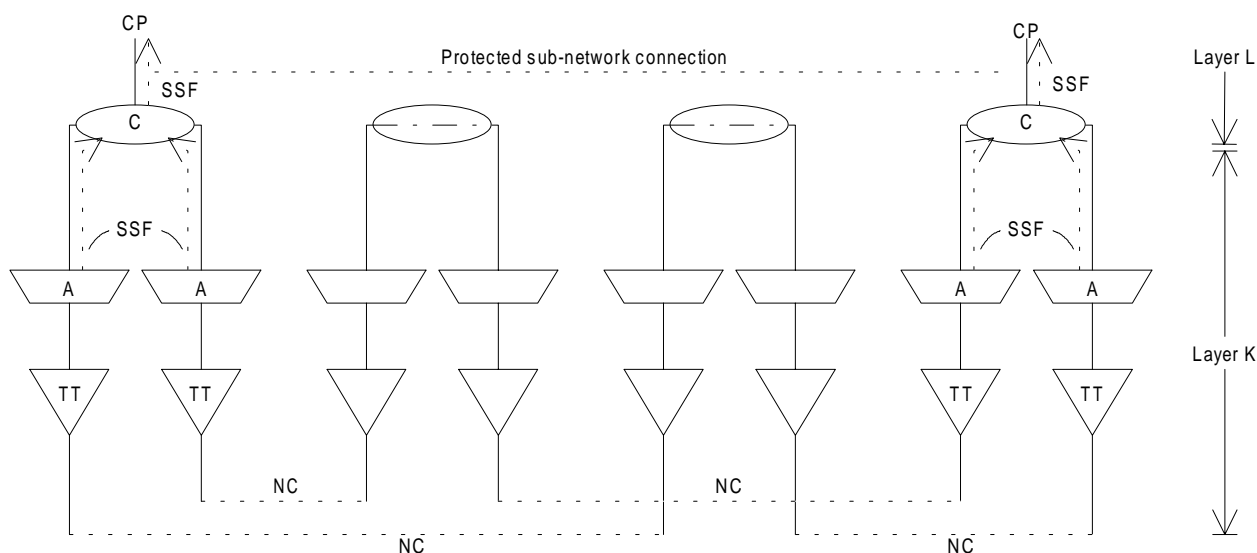 CP
CP
Protected sub-network connection
Layer L
SSF
SSF
C
C
SSF
SSF
A
A
A
A
Layer K
TT
TT
TT
TT
NC
NC
NC
NC